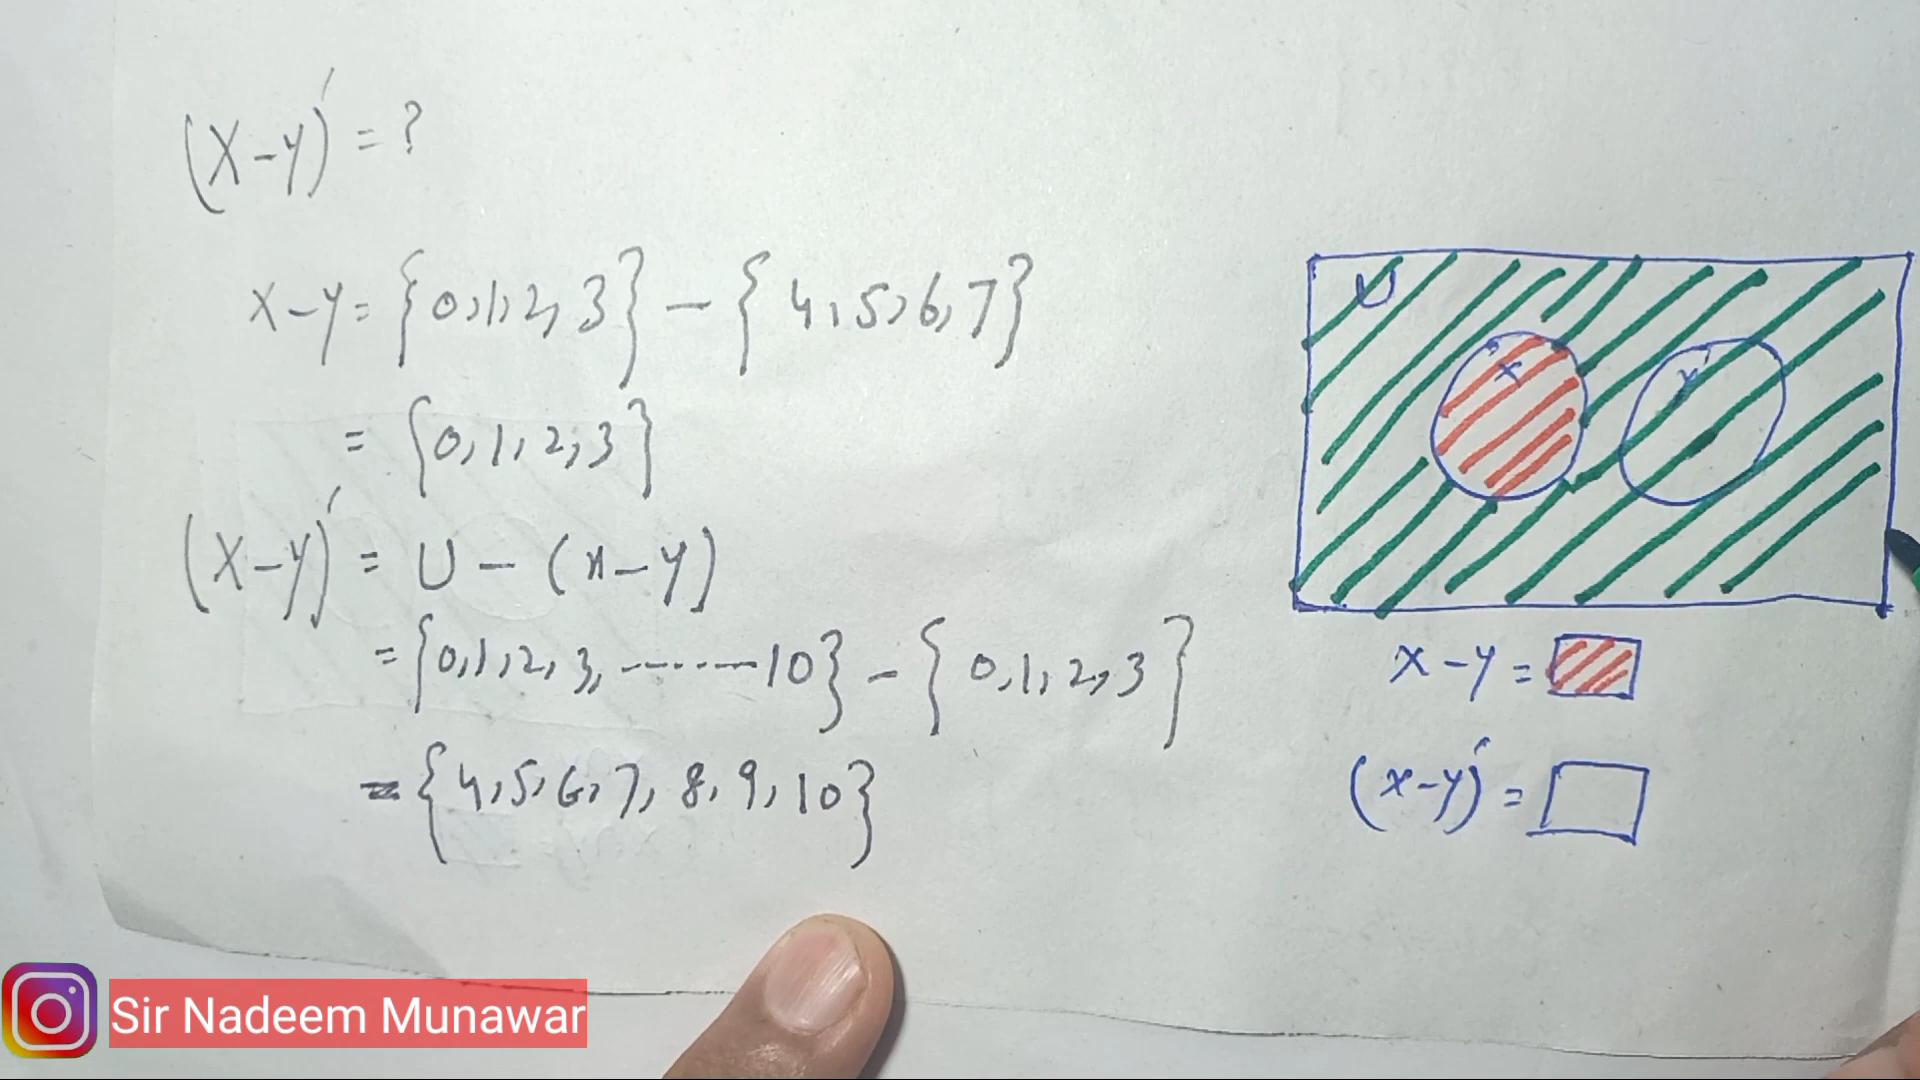 (X-y)' = ?
x-y= {0,1,2,3} - {4,5,6,7}
= {0,1,2,3}
(X-y)' = U - (x-y)
= {0,1,2,3,-------10} - {0,1,2,3}
= {4,5,6,7,8,9,10}
U
x
y
x-y =
(x-y)' =
Sir Nadeem Munawar